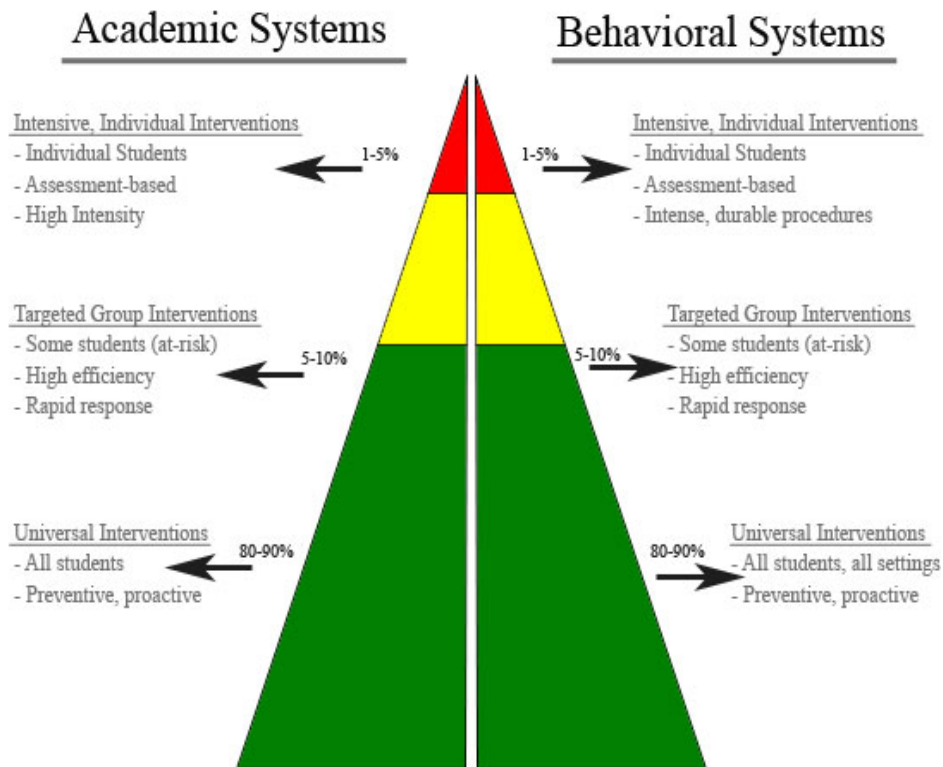 Academic Systems
Behavioral Systems
Intensive, Individual Interventions
- Individual Students
- Assessment-based
- High Intensity
1-5%
1-5%
Intensive, Individual Interventions
- Individual Students
- Assessment-based
- Intense, durable procedures
Targeted Group Interventions
- Some students (at-risk)
- High efficiency
- Rapid response
5-10%
5-10%
Targeted Group Interventions
- Some students (at-risk)
- High efficiency
- Rapid response
Universal Interventions
- All students
- Preventive, proactive
80-90%
80-90%
Universal Interventions
- All students, all settings
- Preventive, proactive